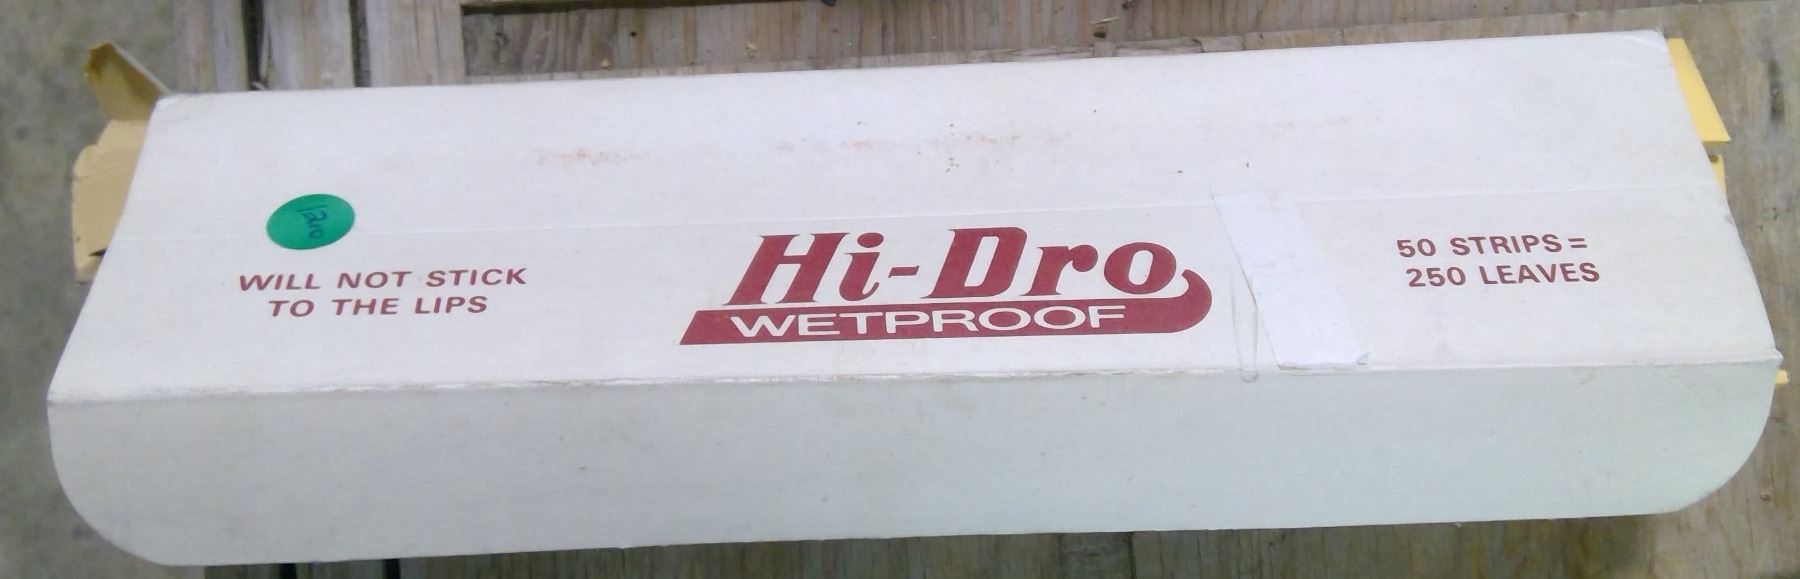 1210
WILL NOT STICK
TO THE LIPS
Hi-Dro
WETPROOF
50 STRIPS=
250 LEAVES